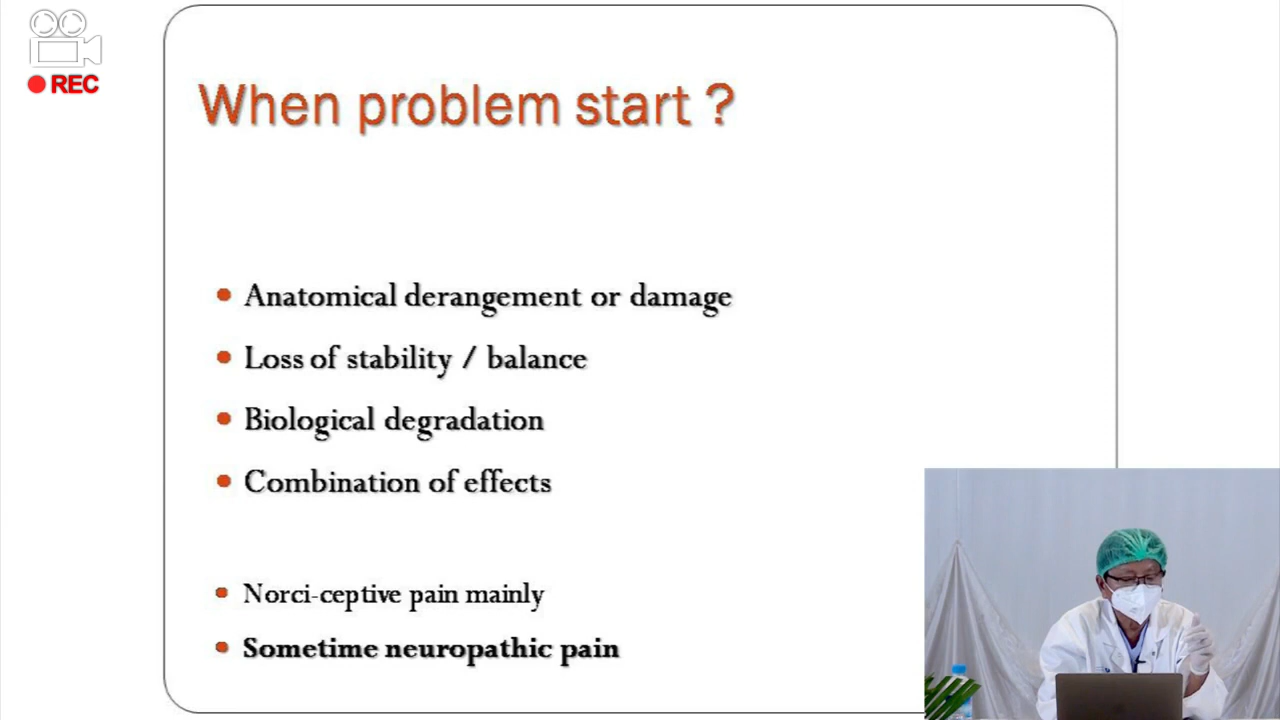 REC
When problem start ?
Anatomical derangement or damage
Loss of stability / balance
Biological degradation
Combination of effects
Norci-ceptive pain mainly
Sometime neuropathic pain